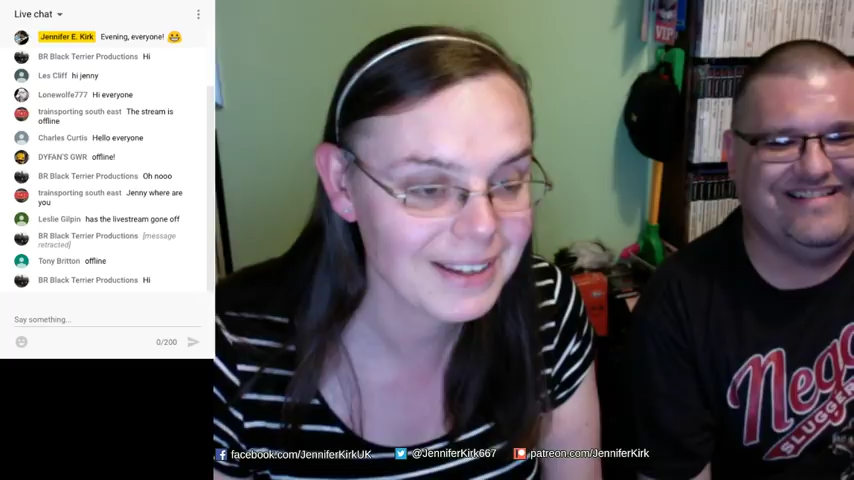 Live chat
Jennifer E. Kirk Evening, everyone!
BR Black Terrier Productions Hi
Les Cliff hi jenny
Lonewolfe777 Hi everyone
trainsporting south east The stream is
offline
Charles Curtis Hello everyone
DYFAN'S GWR offline!
BR Black Terrier Productions Oh nooo
trainsporting south east Jenny where are
you
Leslie Gilpin has the livestream gone off
BR Black Terrier Productions [message
retracted]
Tony Britton offline
BR Black Terrier Productions Hi
Say something...
0/200
VIP
SLUGGER
facebook.com/JenniferKirkUK @JenniferKirk667 patreon.com/JenniferKirk